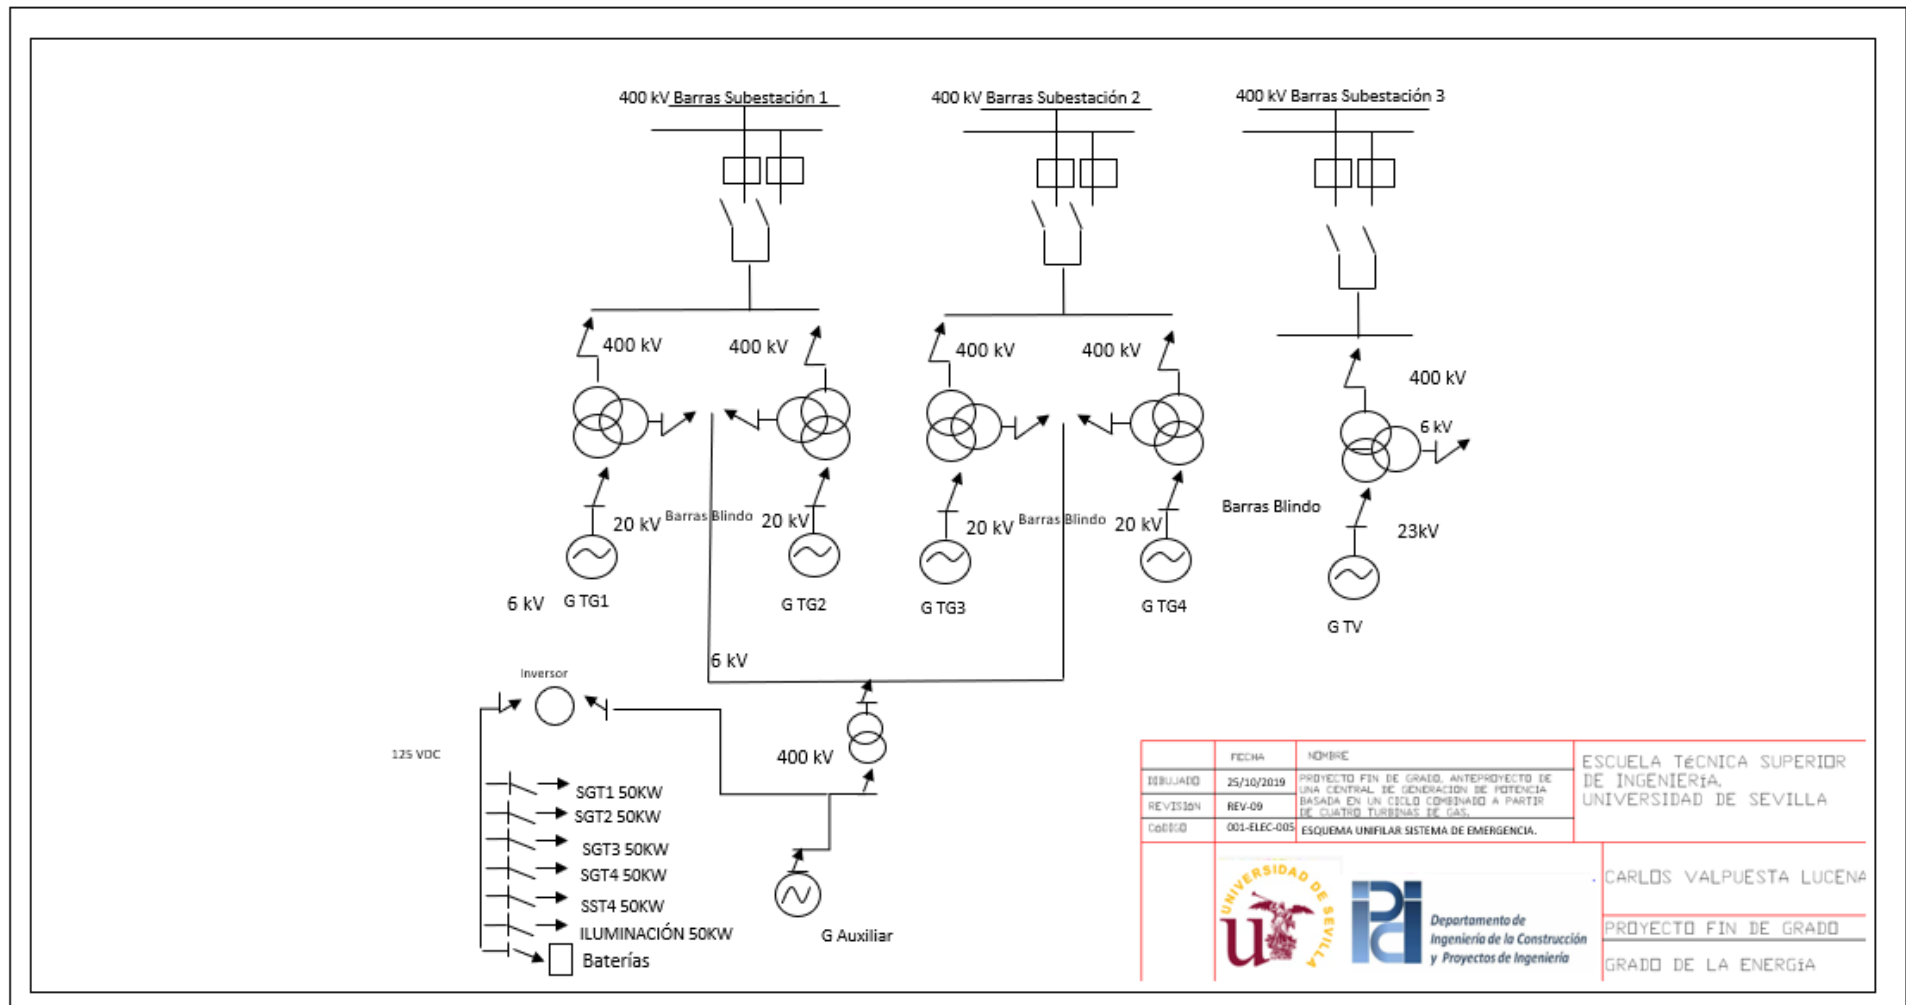 400 kV Barras Subestación 1
400 kV Barras Subestación 2
400 kV Barras Subestación 3
400 kV
400 kV
400 kV
400 kV
400 kV
6 kV
20 kV
Barras Blindo
20 kV
20 kV
Barras Blindo
20 kV
Barras Blindo
23kV
6 kV
G TG1
G TG2
G TG3
G TG4
G TV
6 kV
Inversor
125 VDC
400 kV
SGT1 50KW
SGT2 50KW
SGT3 50KW
SGT4 50KW
SST4 50KW
ILUMINACIÓN 50KW
Baterías
G Auxiliar
FECHA
NOMBRE
DIBUJADO
25/10/2019
PROYECTO FIN DE GRADO. ANTEPROYECTO DE
UNA CENTRAL DE GENERACION DE POTENCIA
BASADA EN UN CICLO COMBINADO A PARTIR
DE CUATRO TURBINAS DE GAS.
REVISIÓN
REV-09
CóDIGO
001-ELEC-005
ESQUEMA UNIFILAR SISTEMA DE EMERGENCIA.
ESCUELA TéCNICA SUPERIOR
DE INGENIERíA.
UNIVERSIDAD DE SEVILLA
UNIVERSIDAD DE SEVILLA
Departamento de
Ingeniería de la Construcción
y Proyectos de Ingeniería
CARLOS VALPUESTA LUCENA
PROYECTO FIN DE GRADO
GRADO DE LA ENERGíA